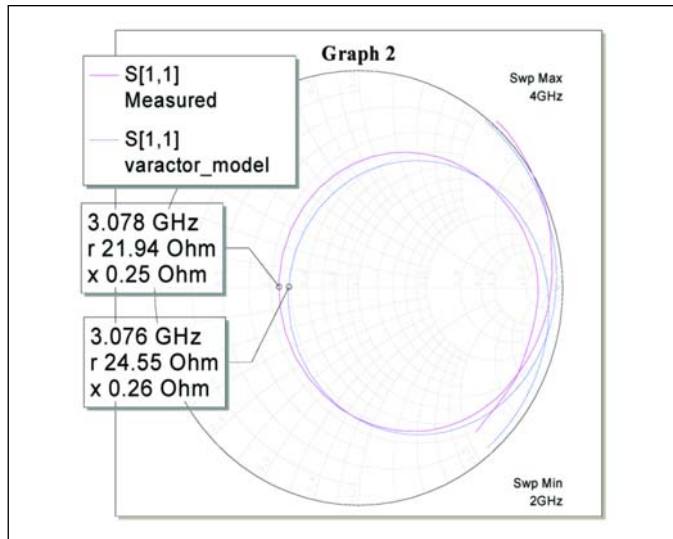 Graph 2
S[1,1]
Measured
S[1,1]
varactor_model
Swp Max
4GHz
3.078 GHz
r 21.94 Ohm
x 0.25 Ohm
3.076 GHz
r 24.55 Ohm
x 0.26 Ohm
Swp Min
2GHz